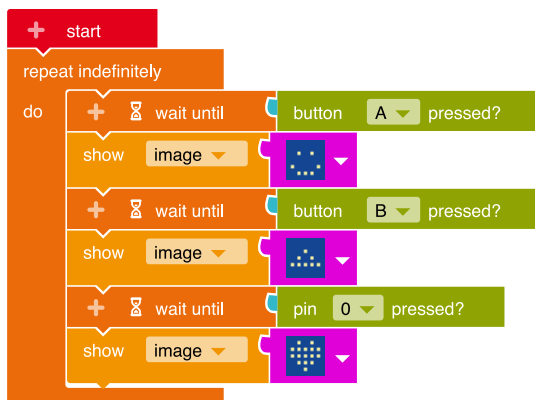 + start
repeat indefinitely
do + wait until button A pressed?
show image
+ wait until button B pressed?
show image
+ wait until pin 0 pressed?
show image